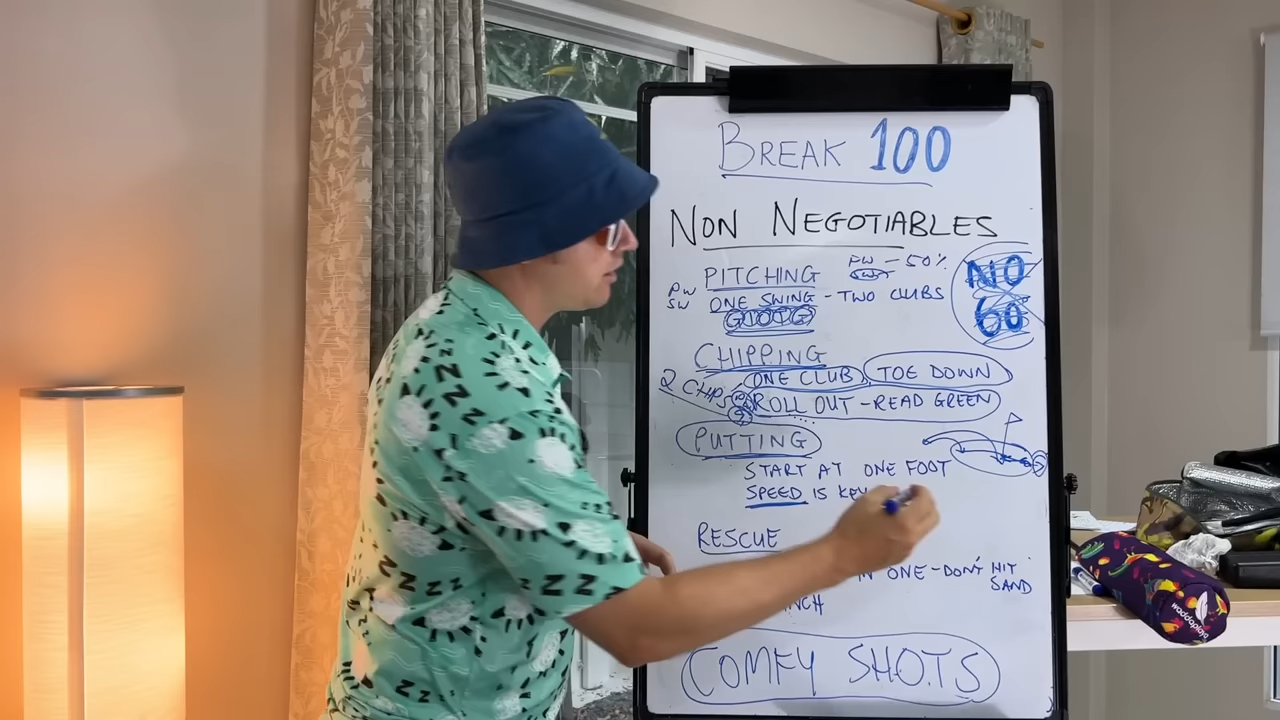 BREAK 100
NON NEGOTIABLES
PITCHING PW - 50%
SW
PW ONE SWING - TWO CLUBS
SW
NO
60
CHIPPING
ONE CLUB TOE DOWN
2 CHIPS
ROLL OUT - READ GREEN
PUTTING
START AT ONE FOOT
SPEED IS KEY
RESCUE
ONE - DON'T HIT
SAND
COMFY SHOTS